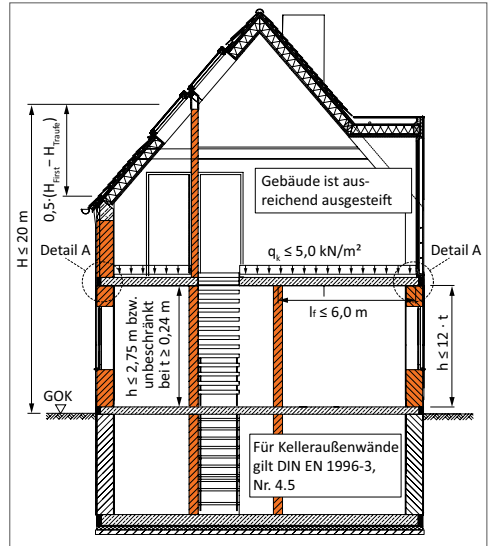 H ≤ 20 m
0,5·(H_First − H_Traufe)
Gebäude ist aus-
reichend ausgesteift
Detail A
qₖ ≤ 5,0 kN/m²
Detail A
h ≤ 2,75 m bzw.
unbeschränkt
bei t ≥ 0,24 m
l_f ≤ 6,0 m
h ≤ 12 · t
GOK
Für Kelleraußenwände
gilt DIN EN 1996-3,
Nr. 4.5